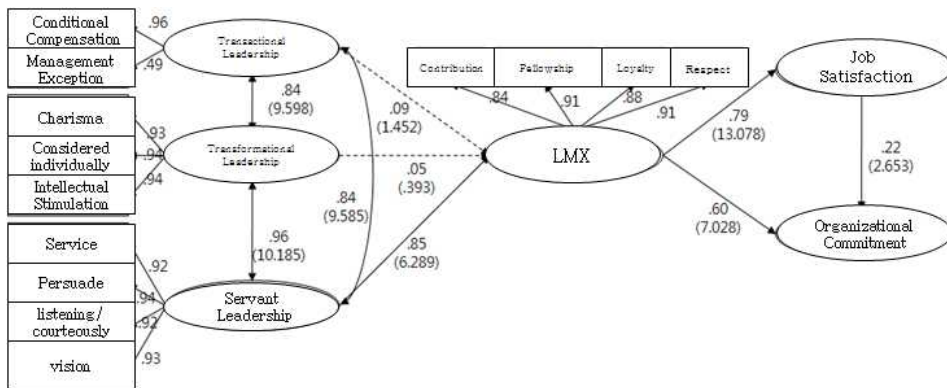 Conditional
Compensation
Management
Exception
.96
.49
Transactional
Leadership
Charisma
Considered
individually
Intellectual
Stimulation
.93
.94
.94
Transformational
Leadership
Service
Persuade
listening/
courteously
vision
.92
.94
.92
.93
Servant
Leadership
.84
(9.598)
.96
(10.185)
.84
(9.585)
.09
(1.452)
.05
(.393)
.85
(6.289)
Contribution
Fellowship
Loyalty
Respect
.84
.91
.88
.91
LMX
.79
(13.078)
.60
(7.028)
Job
Satisfaction
.22
(2.653)
Organizational
Commitment